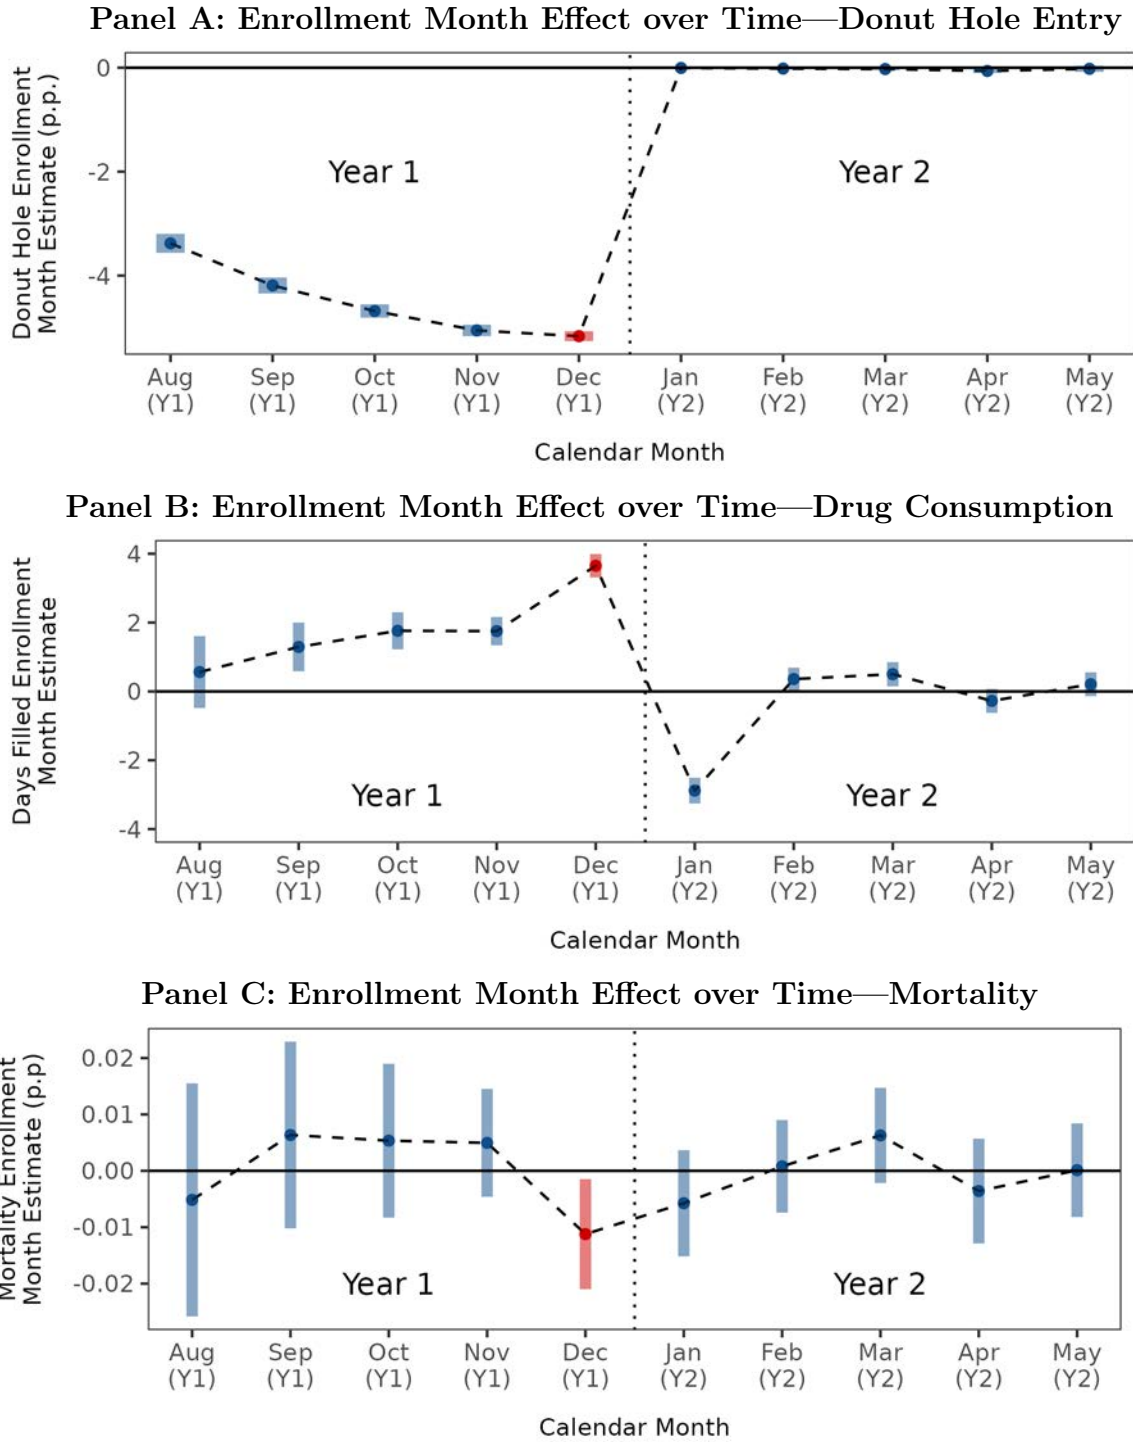 Panel A: Enrollment Month Effect over Time—Donut Hole Entry
Donut Hole Enrollment
Month Estimate (p.p.)
0
-2
-4
Year 1
Year 2
Aug Sep Oct Nov Dec Jan Feb Mar Apr May
(Y1) (Y1) (Y1) (Y1) (Y1) (Y2) (Y2) (Y2) (Y2) (Y2)
Calendar Month
Panel B: Enrollment Month Effect over Time—Drug Consumption
Days Filled Enrollment
Month Estimate
4
2
0
-2
-4
Year 1
Year 2
Aug Sep Oct Nov Dec Jan Feb Mar Apr May
(Y1) (Y1) (Y1) (Y1) (Y1) (Y2) (Y2) (Y2) (Y2) (Y2)
Calendar Month
Panel C: Enrollment Month Effect over Time—Mortality
Mortality Enrollment
Month Estimate (p.p)
0.02
0.01
0.00
-0.01
-0.02
Year 1
Year 2
Aug Sep Oct Nov Dec Jan Feb Mar Apr May
(Y1) (Y1) (Y1) (Y1) (Y1) (Y2) (Y2) (Y2) (Y2) (Y2)
Calendar Month